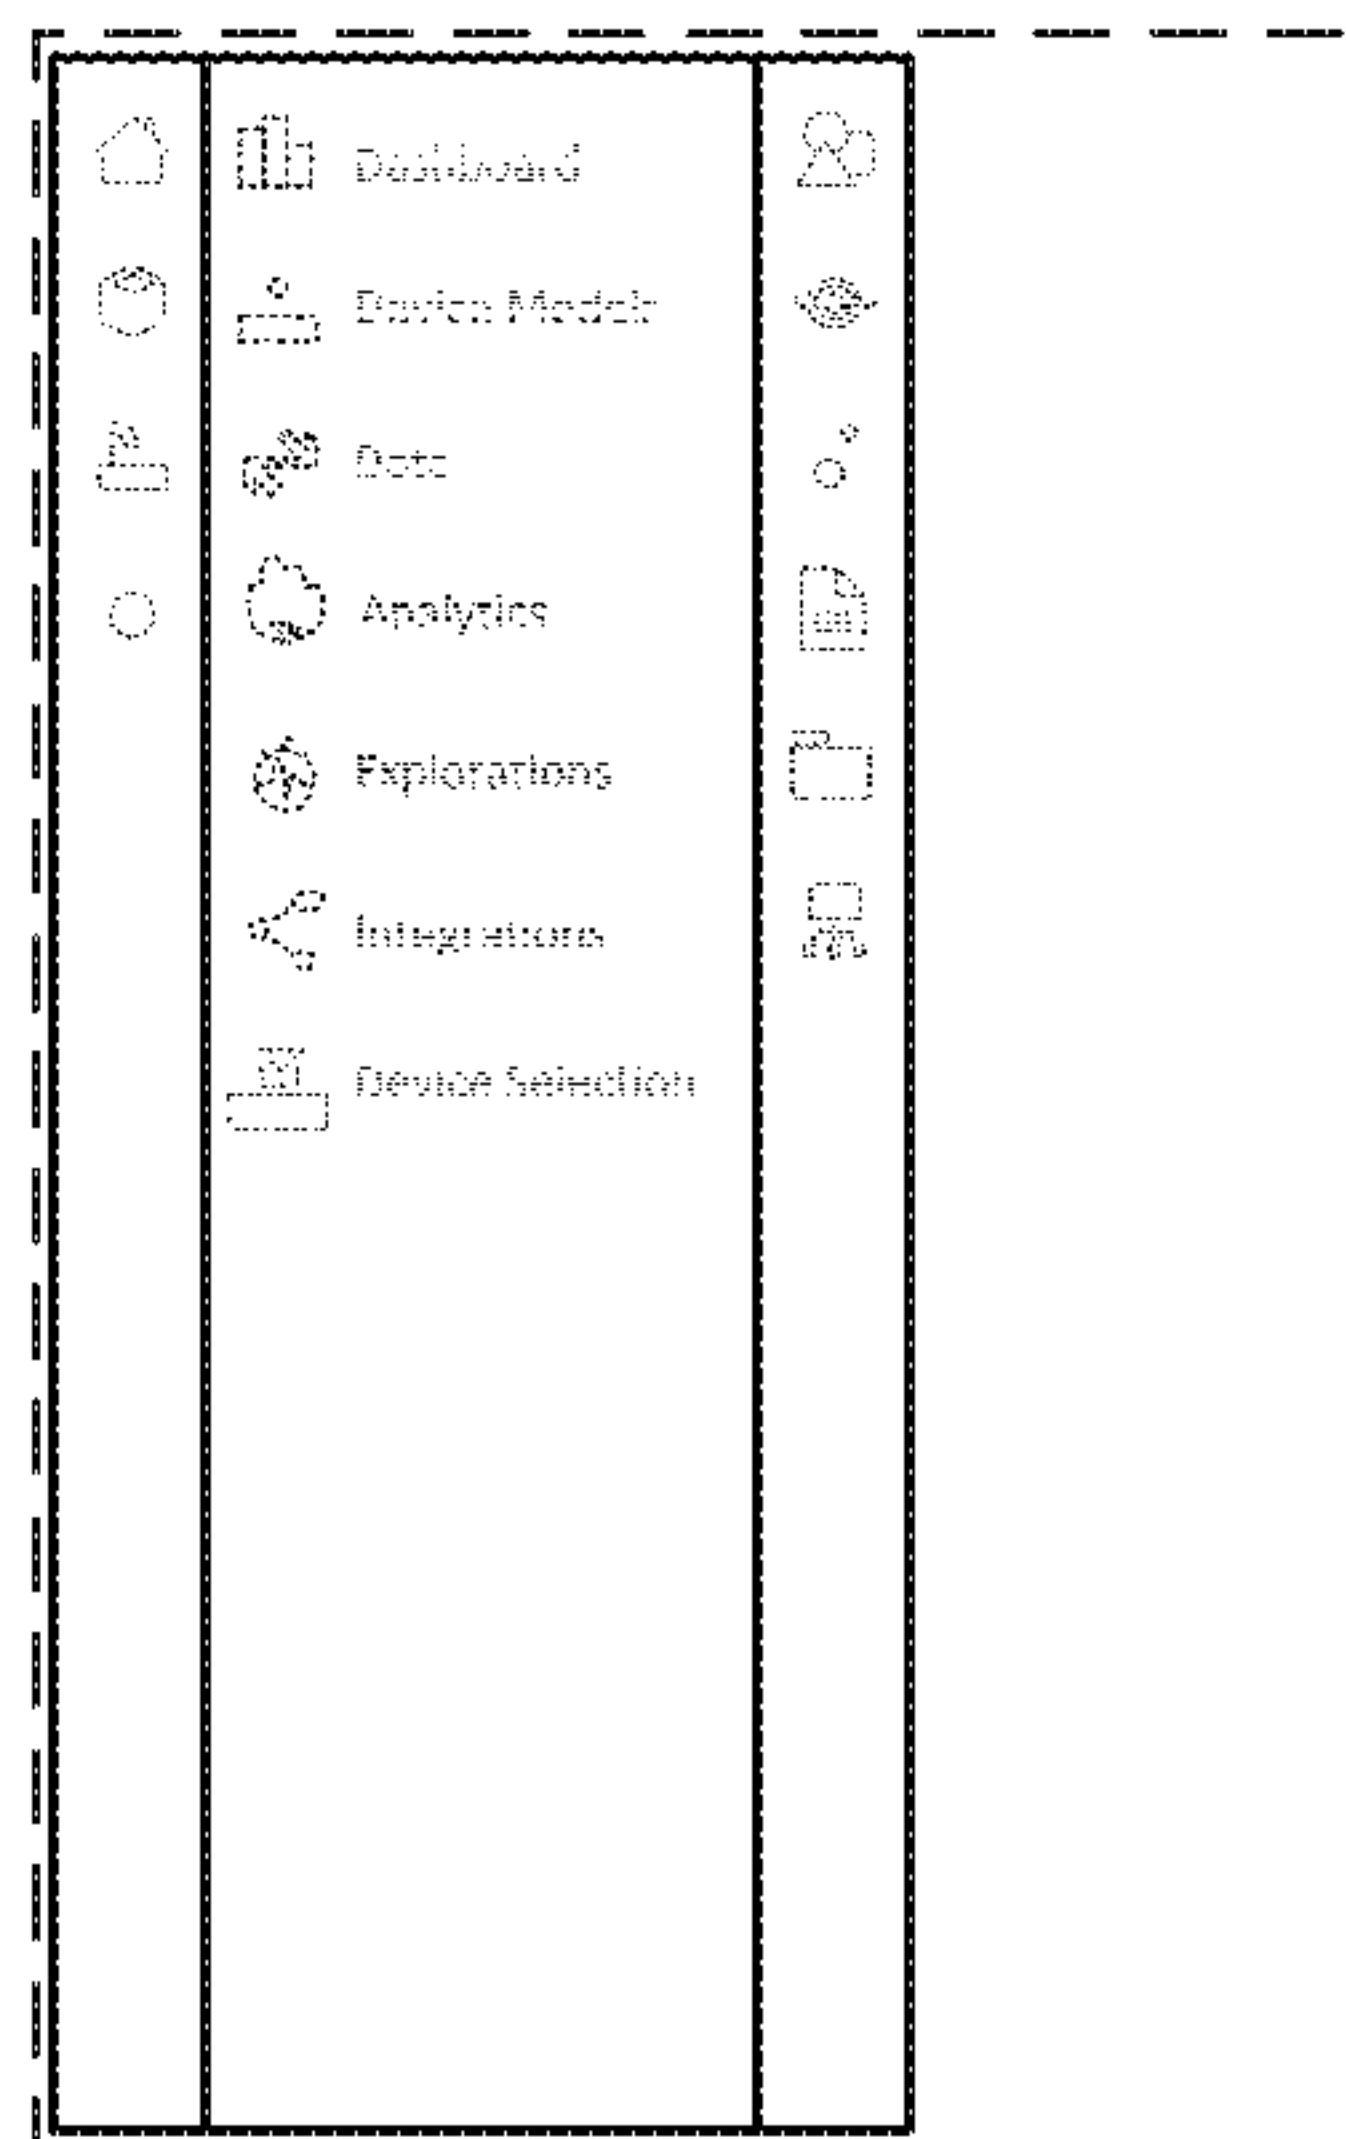 Dashboard
Device Models
Data
Analytics
Explorations
Integrations
Device Selection